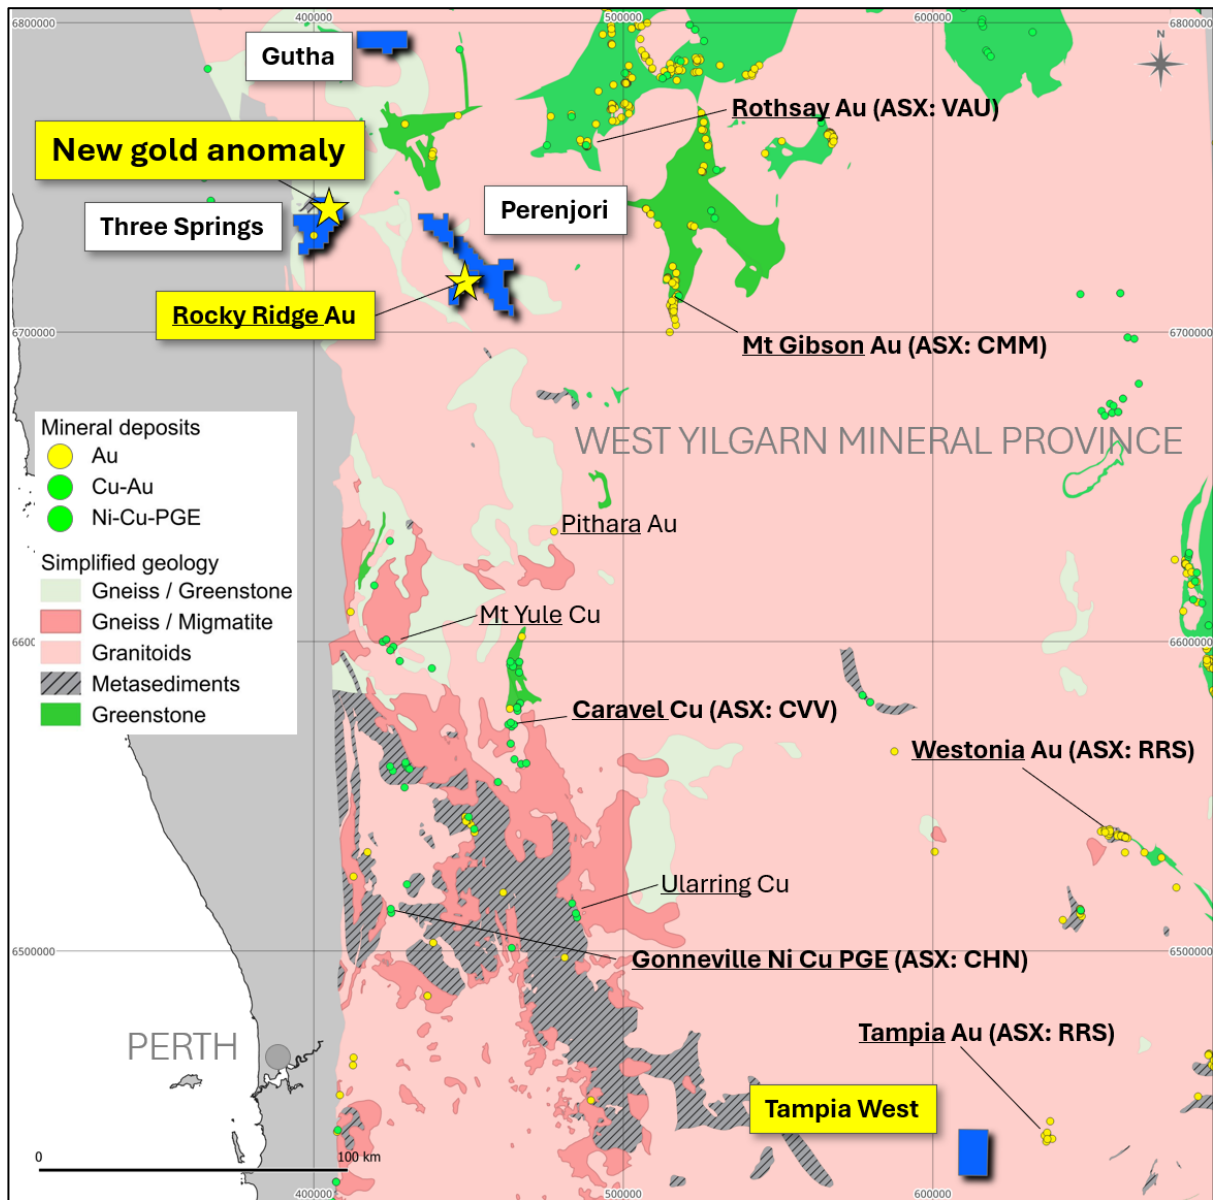 400000
500000
600000
6800000
6800000
Gutha
N
Rothsay Au (ASX: VAU)
New gold anomaly
Perenjori
Three Springs
Rocky Ridge Au
6700000
6700000
Mt Gibson Au (ASX: CMM)
Mineral deposits
Au
Cu-Au
Ni-Cu-PGE
Simplified geology
Gneiss / Greenstone
Gneiss / Migmatite
Granitoids
Metasediments
Greenstone
WEST YILGARN MINERAL PROVINCE
Pithara Au
Mt Yule Cu
6600000
Caravel Cu (ASX: CVV)
Westonia Au (ASX: RRS)
Ularring Cu
6500000
6500000
Gonneville Ni Cu PGE (ASX: CHN)
PERTH
Tampia Au (ASX: RRS)
Tampia West
0
100 km
400000
500000
600000